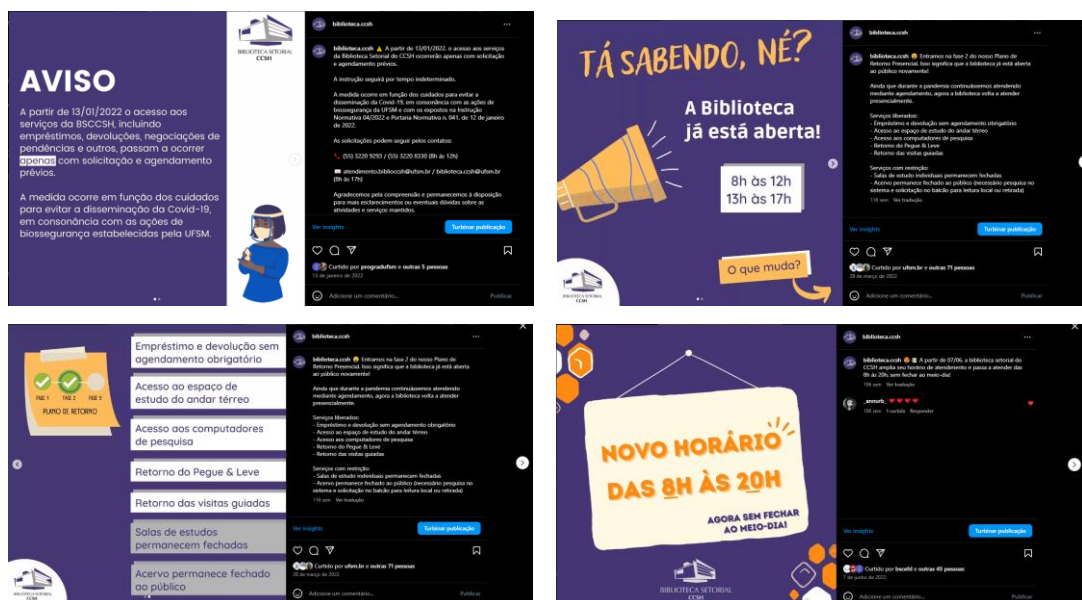 BIBLIOTECA SETORIAL
CCSH
AVISO
A partir de 13/01/2022 o acesso aos
serviços da BSCCSH, incluindo
empréstimos, devoluções, negociações de
pendências e outros, passam a ocorrer
apenas com solicitação e agendamento
prévios.
A medida ocorre em função dos cuidados
para evitar a disseminação da Covid-19,
em consonância com as ações de
biossegurança estabelecidas pela UFSM.
biblioteca.ccsh
biblioteca.ccsh ⚠️ A partir de 13/01/2022, o acesso aos serviços
da Biblioteca Setorial do CCSH ocorrerão apenas com solicitação
e agendamento prévios.
A instrução seguirá por tempo indeterminado.
A medida ocorre em função dos cuidados para evitar a
disseminação da Covid-19, em consonância com as ações de
biossegurança da UFSM e com os expostos na Instrução
Normativa 04/2022 e Portaria Normativa n. 041, de 12 de janeiro
de 2022.
As solicitações podem ser seguir pelos contatos:
📞 (55) 3220 9293 / (55) 3220 8330 (8h às 12h)
📖 atendimento.biblioccsh@ufsm.br / biblioteca.ccsh@ufsm.br
(8h às 17h)
Agradecemos pela compreensão e permanecemos à disposição
para mais esclarecimentos ou eventuais dúvidas sobre as
atividades e serviços mantidos.
Ver insights
Turbinar publicação
Curtido por progradufsm e outras 5 pessoas
13 de janeiro de 2022
Adicione um comentário...
Publicar
TÁ SABENDO, NÉ?
A Biblioteca
já está aberta!
8h às 12h
13h às 17h
O que muda?
BIBLIOTECA SETORIAL
CCSH
biblioteca.ccsh
biblioteca.ccsh Entramos na fase 2 do nosso Plano de
Retorno Presencial. Isso significa que a biblioteca já está aberta
ao público novamente!
Ainda que durante a pandemia continuássemos atendendo
mediante agendamento, agora a biblioteca volta a atender
presencialmente.
Serviços liberados:
- Empréstimo e devolução sem agendamento obrigatório
- Acesso ao espaço de estudo do andar térreo
- Acesso aos computadores de pesquisa
- Retorno do Pegue & Leve
- Retorno das visitas guiadas
Serviços com restrição:
- Salas de estudo individuais permanecem fechadas
- Acervo permanece fechado ao público (necessário pesquisa no
sistema e solicitação no balcão para leitura local ou retirada)
116 sem Ver tradução
Ver insights
Turbinar publicação
Curtido por ufsm.br e outras 71 pessoas
28 de março de 2022
Adicione um comentário...
Publicar
FASE 1 FASE 2 FASE 3
PLANO DE RETORNO
Empréstimo e devolução sem
agendamento obrigatório
Acesso ao espaço de
estudo do andar térreo
Acesso aos computadores
de pesquisa
Retorno do Pegue & Leve
Retorno das visitas guiadas
Salas de estudos
permanecem fechadas
Acervo permanece fechado
ao público
BIBLIOTECA SETORIAL
CCSH
biblioteca.ccsh
biblioteca.ccsh Entramos na fase 2 do nosso Plano de
Retorno Presencial. Isso significa que a biblioteca já está aberta
ao público novamente!
Ainda que durante a pandemia continuássemos atendendo
mediante agendamento, agora a biblioteca volta a atender
presencialmente.
Serviços liberados:
- Empréstimo e devolução sem agendamento obrigatório
- Acesso ao espaço de estudo do andar térreo
- Acesso aos computadores de pesquisa
- Retorno do Pegue & Leve
- Retorno das visitas guiadas
Serviços com restrição:
- Salas de estudo individuais permanecem fechadas
- Acervo permanece fechado ao público (necessário pesquisa no
sistema e solicitação no balcão para leitura local ou retirada)
116 sem Ver tradução
Ver insights
Turbinar publicação
Curtido por ufsm.br e outras 71 pessoas
28 de março de 2022
Adicione um comentário...
Publicar
NOVO HORÁRIO
DAS 8H ÀS 20H
AGORA SEM FECHAR
AO MEIO-DIA!
BIBLIOTECA SETORIAL
CCSH
biblioteca.ccsh
biblioteca.ccsh A partir de 07/06, a biblioteca setorial do
CCSH amplia seu horário de atendimento e passa a atender das
8h às 20h, sem fechar ao meio-dia!
106 sem Ver tradução
_annurb_
106 sem 1 curtida Responder
Ver insights
Turbinar publicação
Curtido por bscefd e outras 45 pessoas
7 de junho de 2022
Adicione um comentário...
Publicar